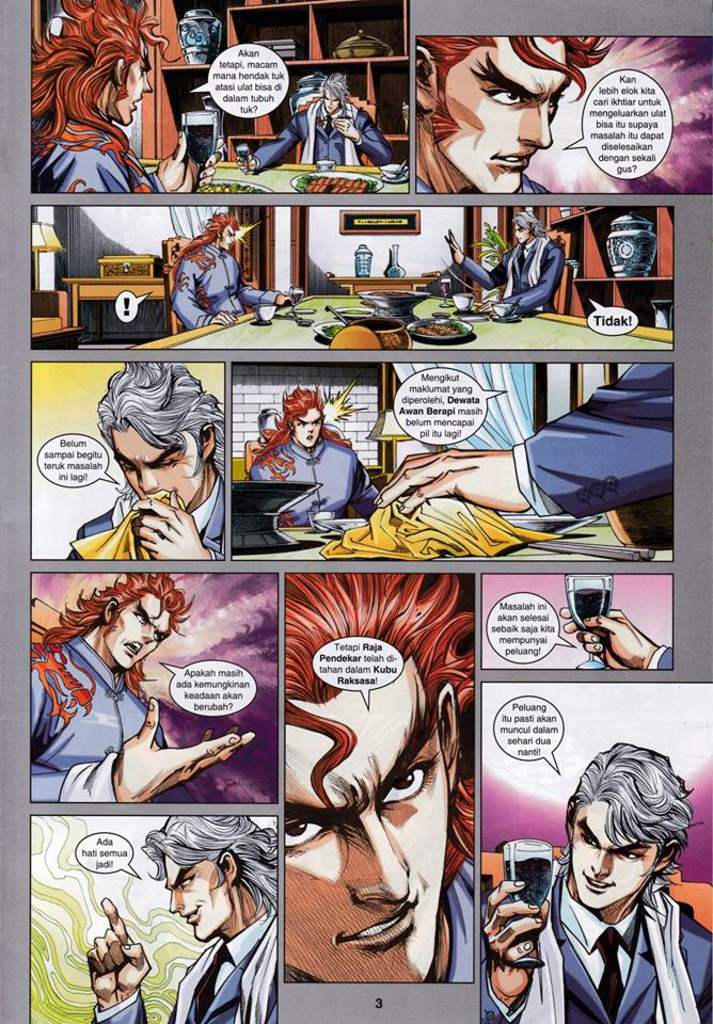 Akan
tetapi, macam
mana hendak tuk
atasi ulat bisa di
dalam tubuh
tuk?
Kan
lebih elok kita
cari ikhtiar untuk
mengeluarkan ulat
bisa itu supaya
itu dapat
diselesaikan
dengan sekali
gus?
!
Tidak!
Belum
sampai begitu
teruk masalah
ini lagi!
Mengikut
maklumat yang
diperolehi, Dewata
Awan Berapi masih
belum mencapai
pil itu lagi!
Apakah masih
ada kemungkinan
keadaan akan
berubah?
Tetapi Raja
Pendekar telah di-
tahan dalam Kubu
Raksasa!
Masalah ini
akan selesai
sebaik saja kita
mempunyai
peluang!
Peluang
itu pasti akan
muncul dalam
sehari dua
nanti!
Ada
hati semua
jadi!
3